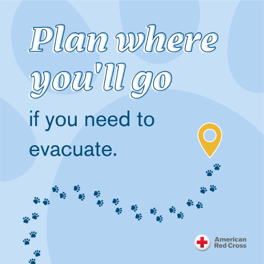 Plan where
you'll go
if you need to
evacuate.
American
Red Cross